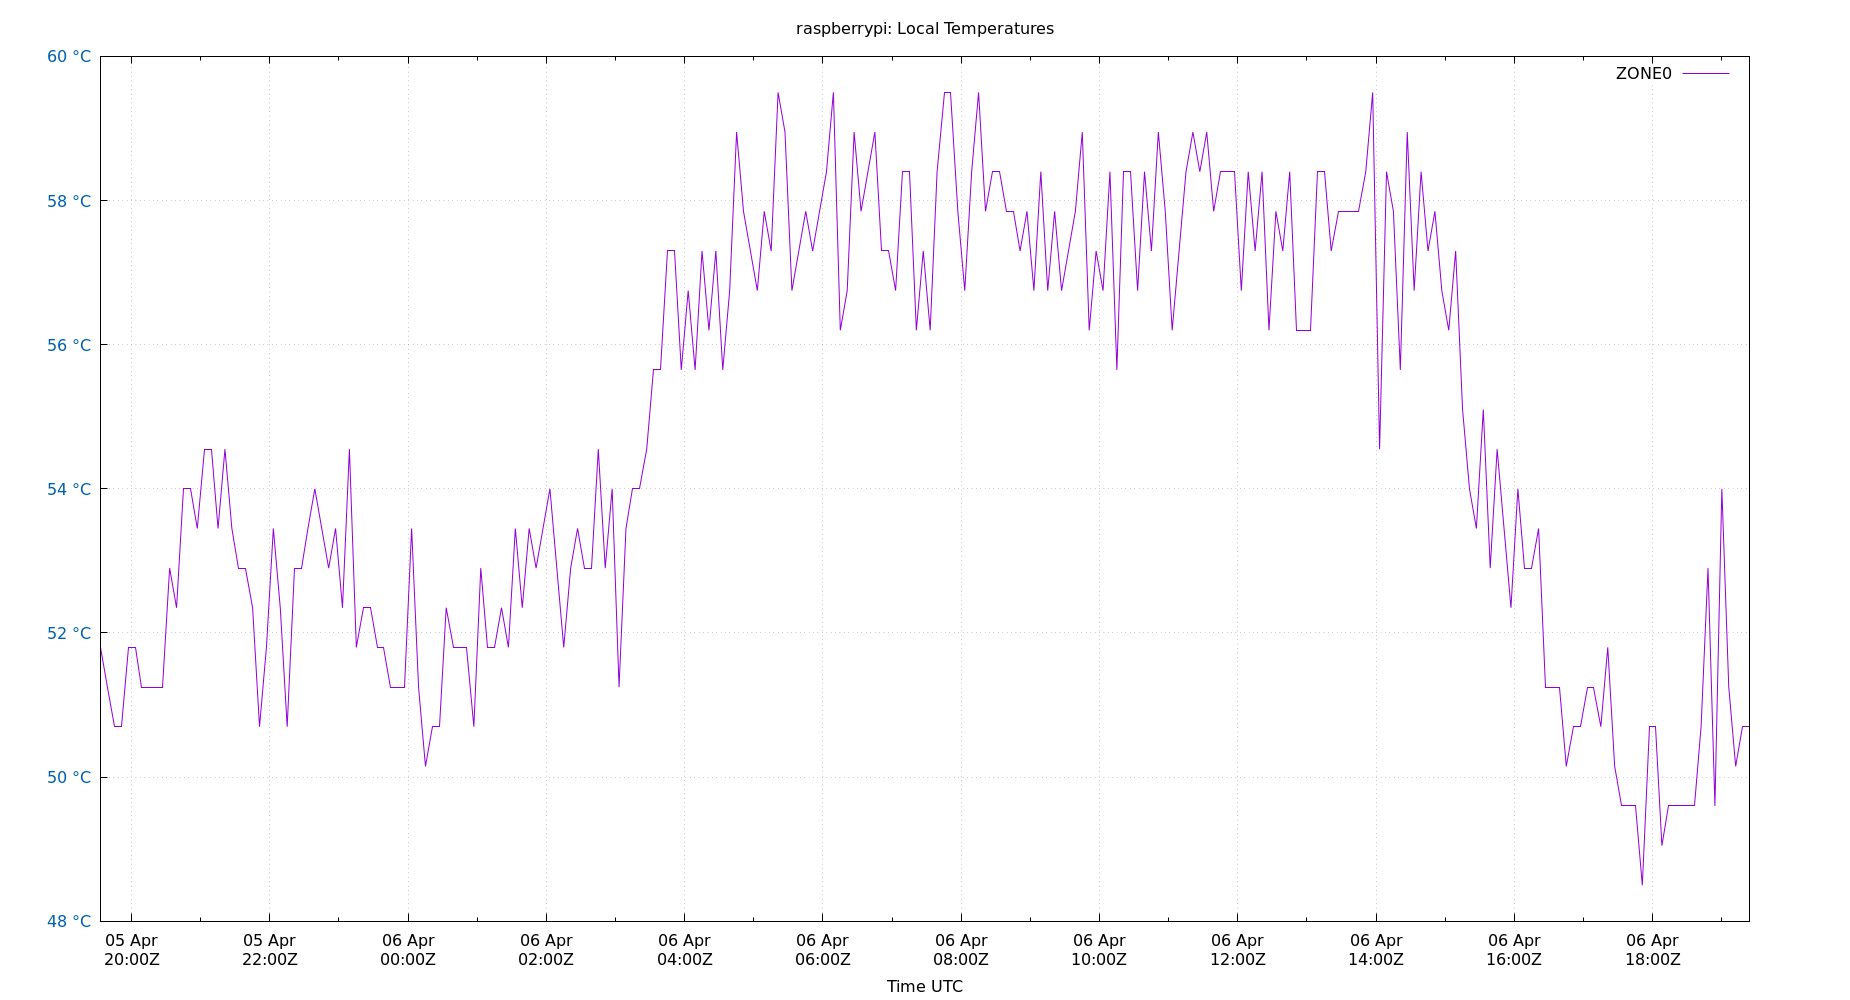 raspberrypi: Local Temperatures
60 °C
ZONE0
58 °C
56 °C
54 °C
52 °C
50 °C
48 °C
05 Apr 05 Apr 06 Apr 06 Apr 06 Apr 06 Apr 06 Apr 06 Apr 06 Apr 06 Apr 06 Apr 06 Apr
20:00Z 22:00Z 00:00Z 02:00Z 04:00Z 06:00Z 08:00Z 10:00Z 12:00Z 14:00Z 16:00Z 18:00Z
Time UTC